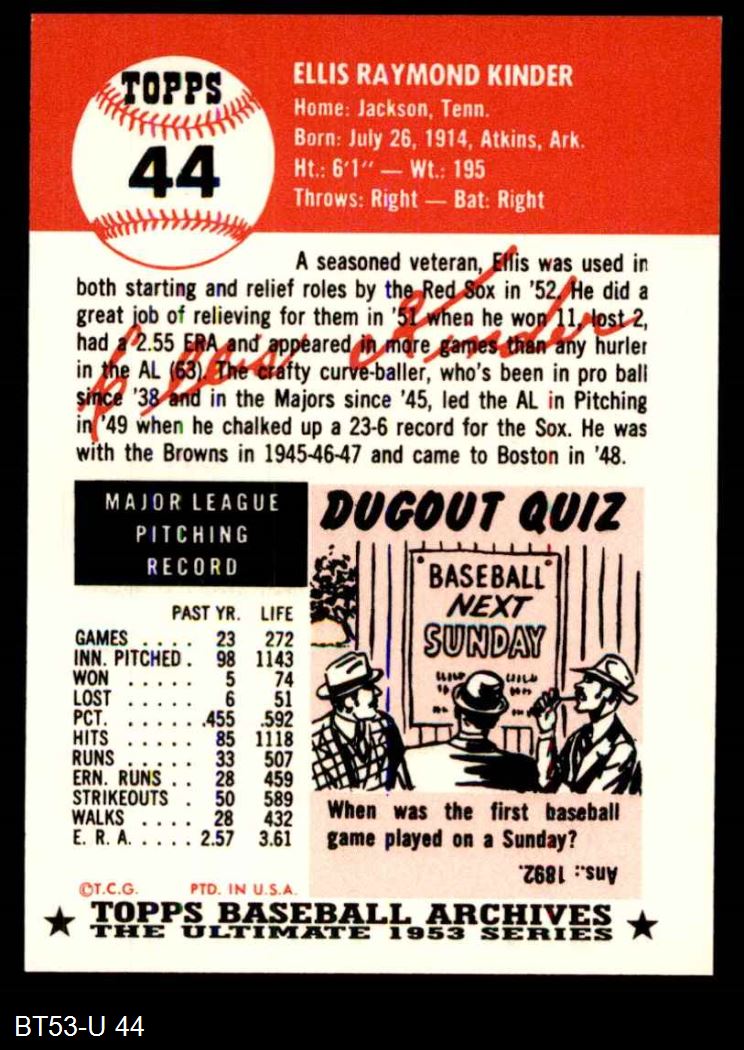 TOPPS
44
ELLIS RAYMOND KINDER
Home: Jackson, Tenn.
Born: July 26, 1914, Atkins, Ark.
Ht.: 6'1" — Wt.: 195
Throws: Right — Bat: Right
A seasoned veteran, Ellis was used in
both starting and relief roles by the Red Sox in '52. He did a
great job of relieving for them in '51 when he won 11, lost 2,
had a 2.55 ERA and appeared in more games than any hurler
in the AL (63). The crafty curve-baller, who's been in pro ball
since '38 and in the Majors since '45, led the AL in Pitching
in '49 when he chalked up a 23-6 record for the Sox. He was
with the Browns in 1945-46-47 and came to Boston in '48.
Ellis Kinder
MAJOR LEAGUE
PITCHING
RECORD
PAST YR. LIFE
GAMES . . . . 23 272
INN. PITCHED . 98 1143
WON . . . . . 5 74
LOST . . . . . 6 51
PCT. . . . . . .455 .592
HITS . . . . . 85 1118
RUNS . . . . . 33 507
ERN. RUNS . . 28 459
STRIKEOUTS . 50 589
WALKS . . . . 28 432
E. R. A. . . . . 2.57 3.61
DUGOUT QUIZ
BASEBALL
NEXT
SUNDAY
When was the first baseball
game played on a Sunday?
Ans.: 1892.
©T.C.G. PTD. IN U.S.A.
★ TOPPS BASEBALL ARCHIVES ★
THE ULTIMATE 1953 SERIES
BT53-U 44